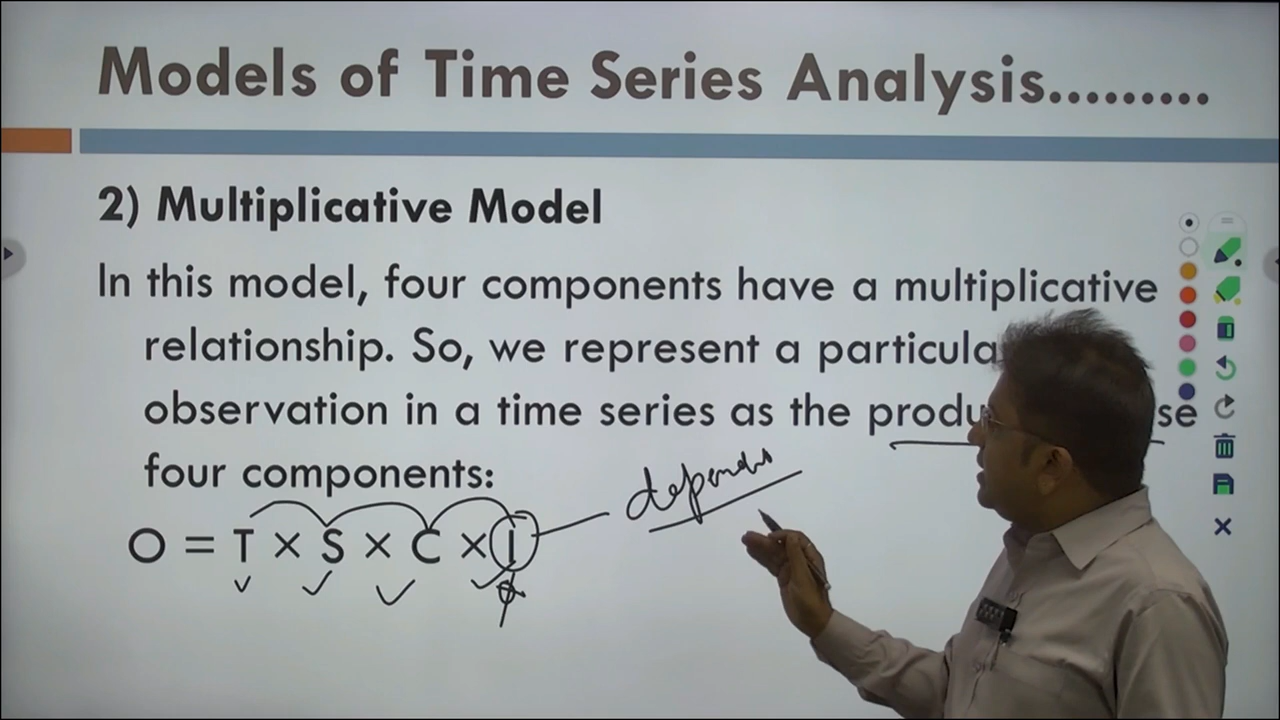 Models of Time Series Analysis.........
2) Multiplicative Model
In this model, four components have a multiplicative
relationship. So, we represent a particula
observation in a time series as the produ se
four components:
O = T × S × C × I